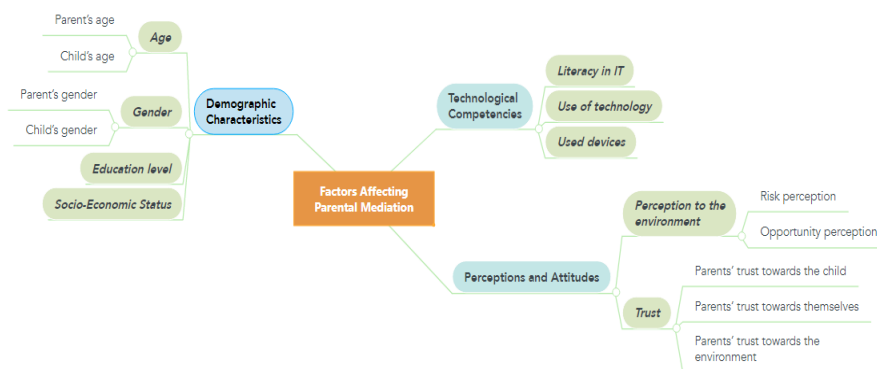 Factors Affecting
Parental Mediation
Demographic
Characteristics
Age
Parent's age
Child's age
Gender
Parent's gender
Child's gender
Education level
Socio-Economic Status
Technological
Competencies
Literacy in IT
Use of technology
Used devices
Perceptions and Attitudes
Perception to the
environment
Risk perception
Opportunity perception
Trust
Parents' trust towards the child
Parents' trust towards themselves
Parents' trust towards the
environment